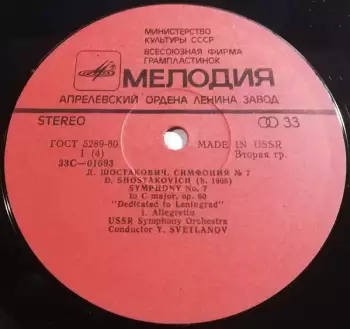 МИНИСТЕРСТВО
КУЛЬТУРЫ СССР
ВСЕСОЮЗНАЯ ФИРМА
ГРАМПЛАСТИНОК
МЕЛОДИЯ
АПРЕЛЕВСКИЙ ОРДЕНА ЛЕНИНА ЗАВОД
STEREO 33
ГОСТ 5289-80 MADE IN USSR
1 (4) Вторая гр.
33С—01693
Д. ШОСТАКОВИЧ. СИМФОНИЯ № 7
D. SHOSTAKOVICH (B. 1906)
SYMPHONY No. 7
in C major, op. 60
"Dedicated to Leningrad"
1. Allegretto
USSR Symphony Orchestra
Conductor Y. SVETLANOV